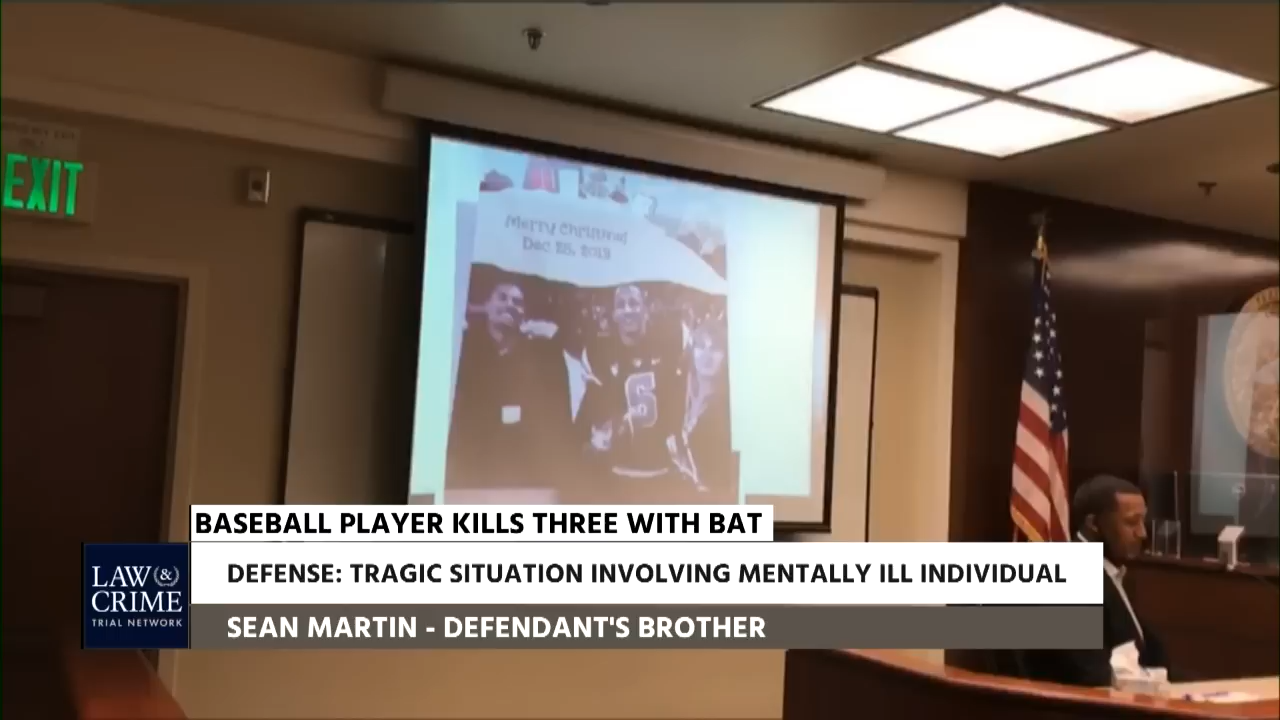 EXIT
Merry Christmas
Dec 25, 2013
6
BASEBALL PLAYER KILLS THREE WITH BAT
LAW &
CRIME
TRIAL NETWORK
DEFENSE: TRAGIC SITUATION INVOLVING MENTALLY ILL INDIVIDUAL
SEAN MARTIN - DEFENDANT'S BROTHER